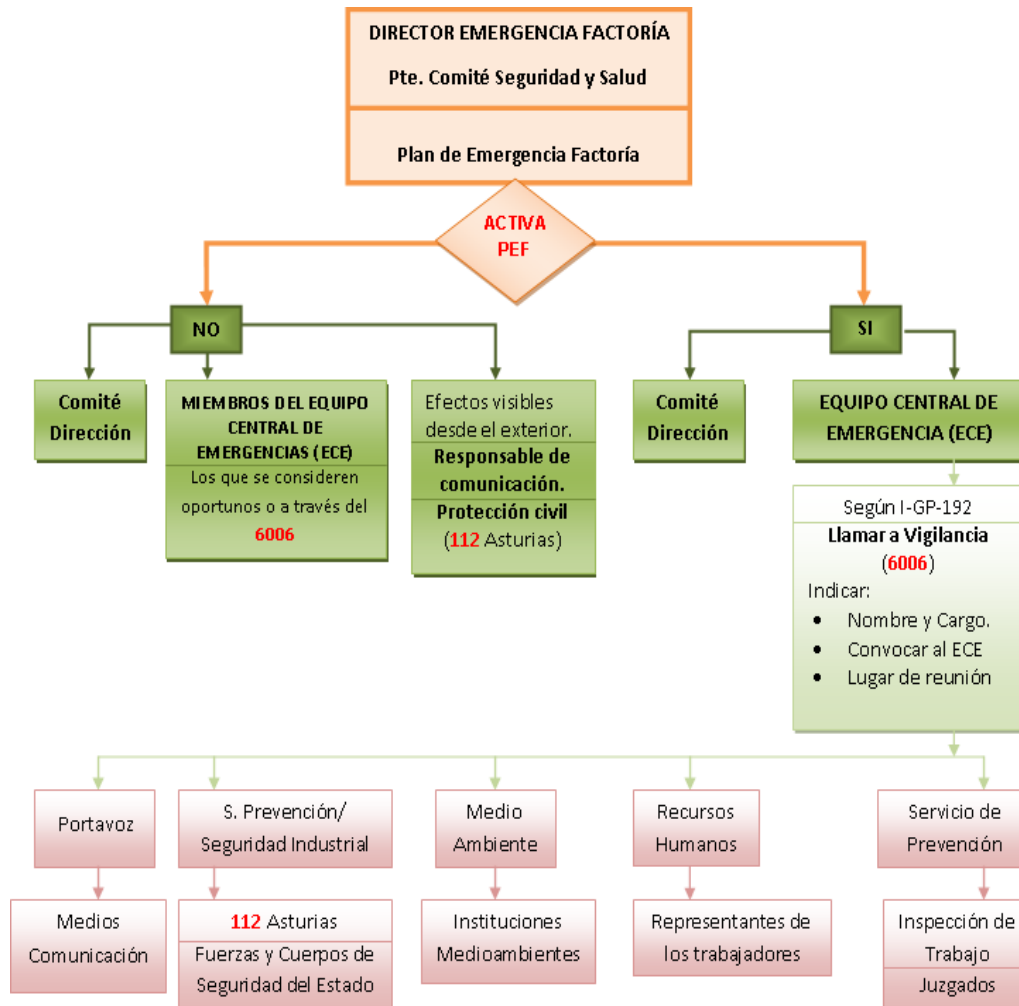 DIRECTOR EMERGENCIA FACTORÍA
Pte. Comité Seguridad y Salud
Plan de Emergencia Factoría
ACTIVA
PEF
NO
SI
Comité
Dirección
MIEMBROS DEL EQUIPO
CENTRAL DE
EMERGENCIAS (ECE)
Los que se consideren
oportunos o a través del
6006
Efectos visibles
desde el exterior.
Responsable de
comunicación.
Protección civil
(112 Asturias)
Comité
Dirección
EQUIPO CENTRAL DE
EMERGENCIA (ECE)
Según I-GP-192
Llamar a Vigilancia
(6006)
Indicar:
• Nombre y Cargo.
• Convocar al ECE
• Lugar de reunión
Portavoz
S. Prevención/
Seguridad Industrial
Medio
Ambiente
Recursos
Humanos
Servicio de
Prevención
Medios
Comunicación
112 Asturias
Fuerzas y Cuerpos de
Seguridad del Estado
Instituciones
Medioambientes
Representantes de
los trabajadores
Inspección de
Trabajo
Juzgados